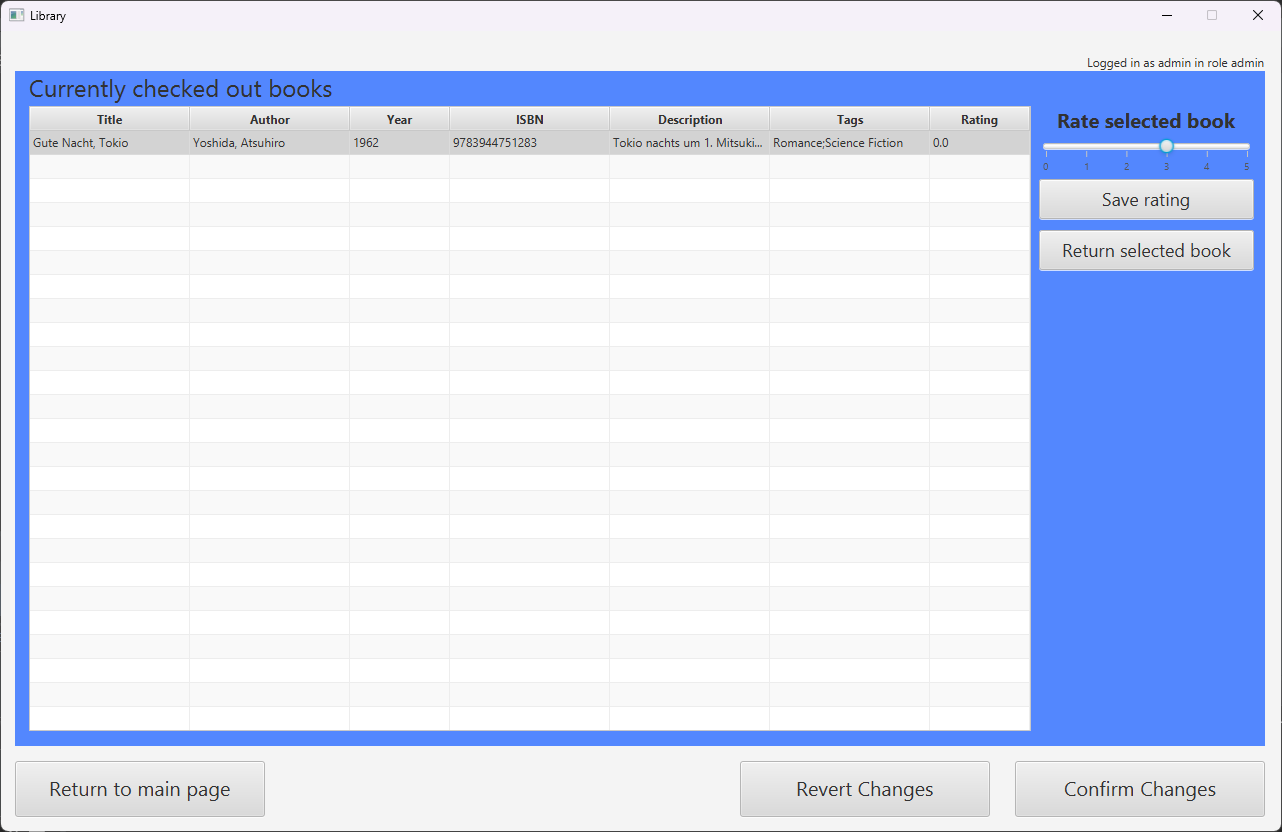 Library
Logged in as admin in role admin
Currently checked out books
Title Author Year ISBN Description Tags Rating
Gute Nacht, Tokio Yoshida, Atsuhiro 1962 9783944751283 Tokio nachts um 1. Mitsuki... Romance;Science Fiction 0.0
Rate selected book
0 1 2 3 4 5
Save rating
Return selected book
Return to main page Revert Changes Confirm Changes